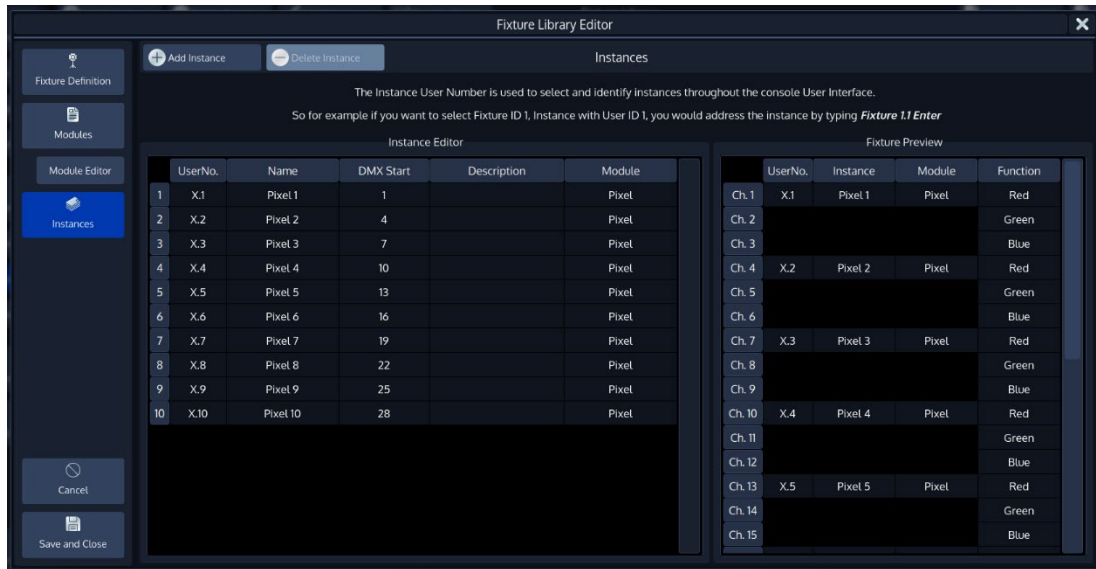 Fixture Library Editor
Fixture Definition
Modules
Module Editor
Instances
Cancel
Save and Close
Add Instance
Delete Instance
Instances
The Instance User Number is used to select and identify instances throughout the console User Interface.
So for example if you want to select Fixture ID 1, Instance with User ID 1, you would address the instance by typing Fixture 1.1 Enter
Instance Editor
UserNo. Name DMX Start Description Module
1 X.1 Pixel 1 1 Pixel
2 X.2 Pixel 2 4 Pixel
3 X.3 Pixel 3 7 Pixel
4 X.4 Pixel 4 10 Pixel
5 X.5 Pixel 5 13 Pixel
6 X.6 Pixel 6 16 Pixel
7 X.7 Pixel 7 19 Pixel
8 X.8 Pixel 8 22 Pixel
9 X.9 Pixel 9 25 Pixel
10 X.10 Pixel 10 28 Pixel
Fixture Preview
UserNo. Instance Module Function
Ch. 1 X.1 Pixel 1 Pixel Red
Ch. 2 Green
Ch. 3 Blue
Ch. 4 X.2 Pixel 2 Pixel Red
Ch. 5 Green
Ch. 6 Blue
Ch. 7 X.3 Pixel 3 Pixel Red
Ch. 8 Green
Ch. 9 Blue
Ch. 10 X.4 Pixel 4 Pixel Red
Ch. 11 Green
Ch. 12 Blue
Ch. 13 X.5 Pixel 5 Pixel Red
Ch. 14 Green
Ch. 15 Blue